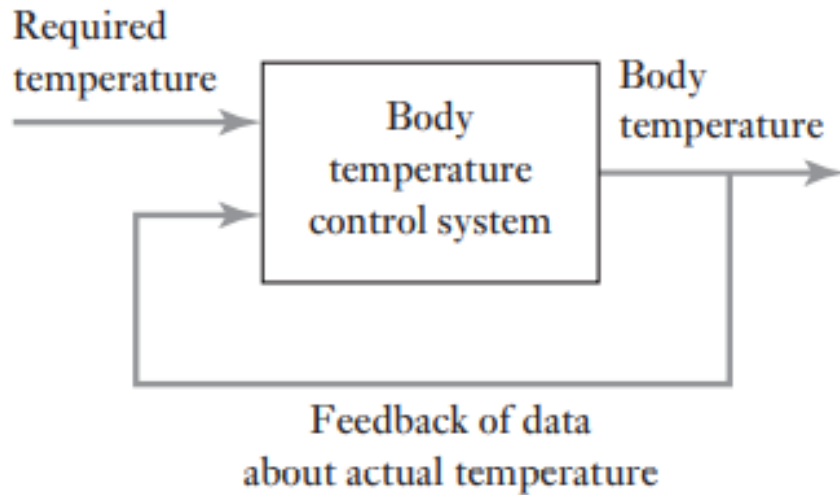 Required
temperature
Body
temperature
control system
Body
temperature
Feedback of data
about actual temperature